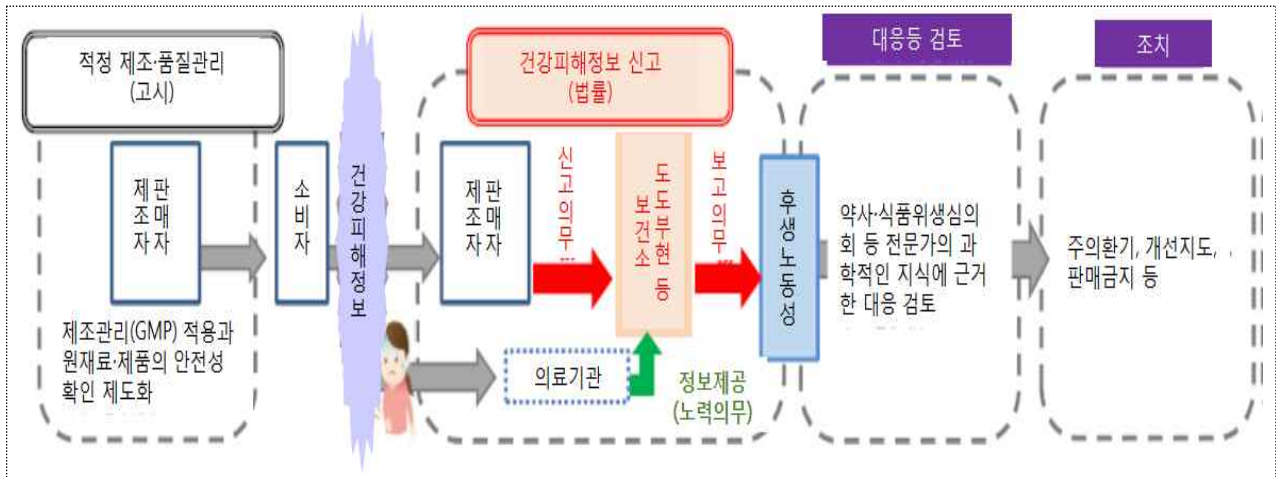 적정 제조·품질관리
(고시)
제조자
판매자
제조관리(GMP) 적용과
원재료·제품의 안전성
확인 제도화
소비자
건강피해정보
건강피해정보 신고
(법률)
제조자
판매자
신고의무
도도부현 등
보건소
보고의무
의료기관
정보제공
(노력의무)
후생노동성
대응등 검토
약사·식품위생심의
회 등 전문가의 과
학적인 지식에 근거
한 대응 검토
조치
주의환기, 개선지도,
판매금지 등